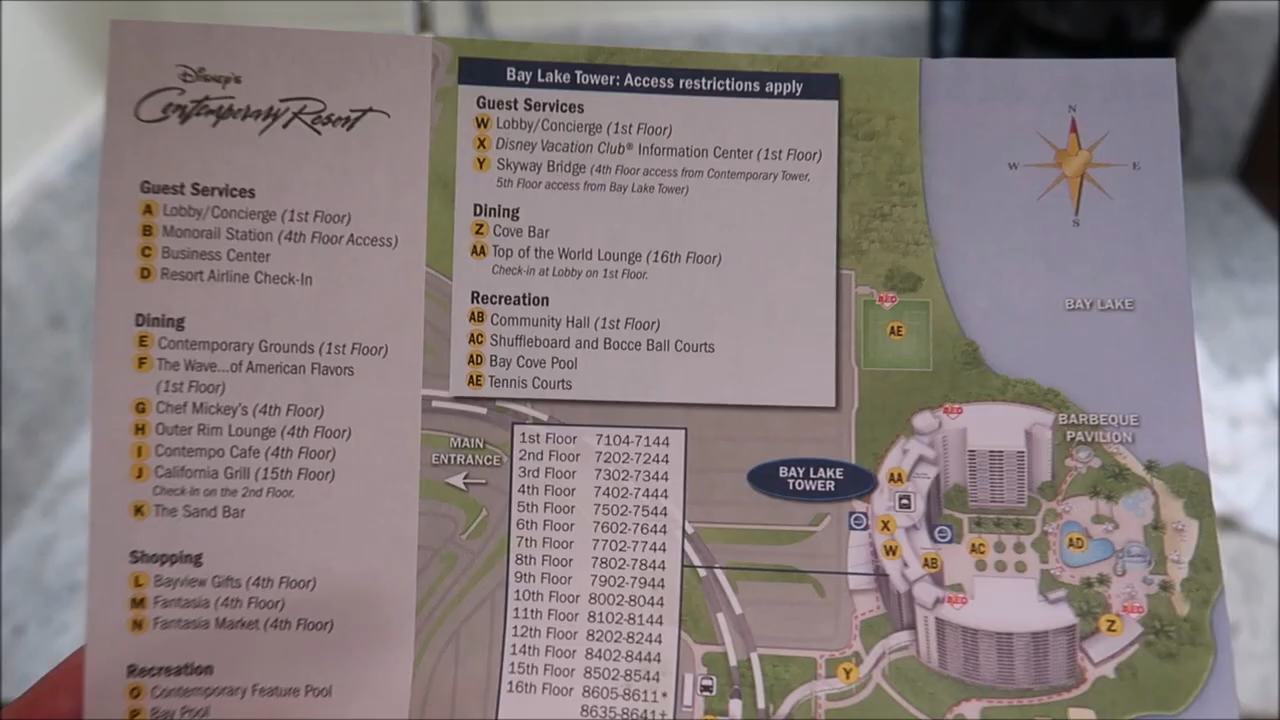 Disney's
Contemporary Resort
Guest Services
A Lobby/Concierge (1st Floor)
B Monorail Station (4th Floor Access)
C Business Center
D Resort Airline Check-In
Dining
E Contemporary Grounds (1st Floor)
F The Wave...of American Flavors
(1st Floor)
G Chef Mickey's (4th Floor)
H Outer Rim Lounge (4th Floor)
I Contempo Cafe (4th Floor)
J California Grill (15th Floor)
Check-in on the 2nd Floor.
K The Sand Bar
Shopping
L Bayview Gifts (4th Floor)
M Fantasia (4th Floor)
N Fantasia Market (4th Floor)
Recreation
O Contemporary Feature Pool
P Bay Pool
Bay Lake Tower: Access restrictions apply
Guest Services
W Lobby/Concierge (1st Floor)
X Disney Vacation Club® Information Center (1st Floor)
Y Skyway Bridge (4th Floor access from Contemporary Tower,
5th Floor access from Bay Lake Tower)
Dining
Z Cove Bar
AA Top of the World Lounge (16th Floor)
Check-in at Lobby on 1st Floor.
Recreation
AB Community Hall (1st Floor)
AC Shuffleboard and Bocce Ball Courts
AD Bay Cove Pool
AE Tennis Courts
MAIN
ENTRANCE
1st Floor 7104-7144
2nd Floor 7202-7244
3rd Floor 7302-7344
4th Floor 7402-7444
5th Floor 7502-7544
6th Floor 7602-7644
7th Floor 7702-7744
8th Floor 7802-7844
9th Floor 7902-7944
10th Floor 8002-8044
11th Floor 8102-8144
12th Floor 8202-8244
14th Floor 8402-8444
15th Floor 8502-8544
16th Floor 8605-8611*
8635-8641+
N
W E
S
BAY LAKE
AED
AE
AED
BARBEQUE
PAVILION
BAY LAKE
TOWER
AA
X
W
AB
AC
AD
AED
AED
Z
Y